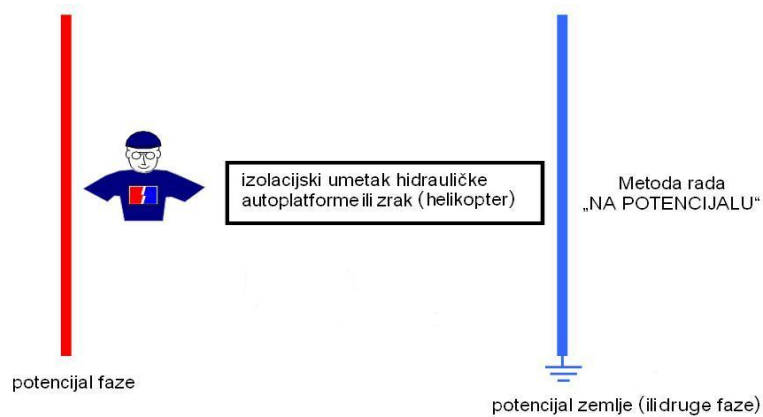 izolacijski umetak hidrauličke
autoplatforme ili zrak (helikopter)
Metoda rada
„NA POTENCIJALU“
potencijal faze
potencijal zemlje (ili druge faze)